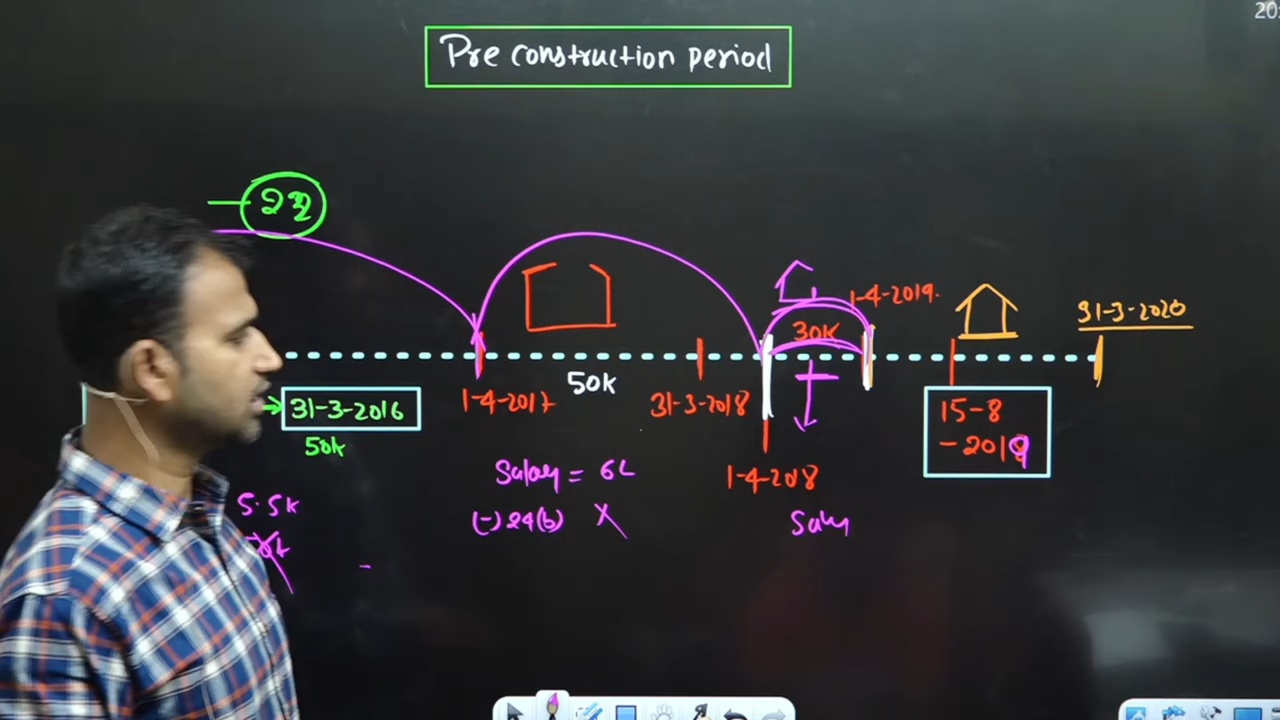 20
Pre construction period
22
1-4-2019.
31-3-2020
30K
50K
31-3-2016
1-4-2017
31-3-2018
15-8
-2019
50K
Salary = 6L
1-4-2018
5.5K
(-) 24(b) X